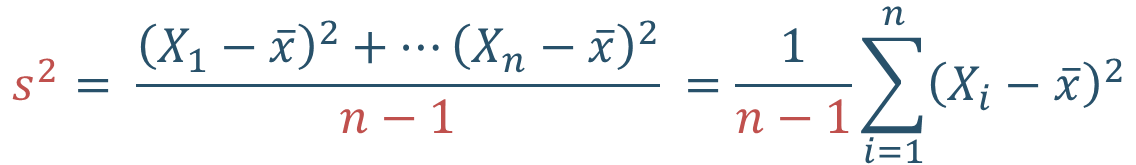 s² = (X₁ − x̄)² + ⋯ (Xₙ − x̄)² / n − 1 = 1 / n − 1 ∑ᵢ₌₁ⁿ (Xᵢ − x̄)²